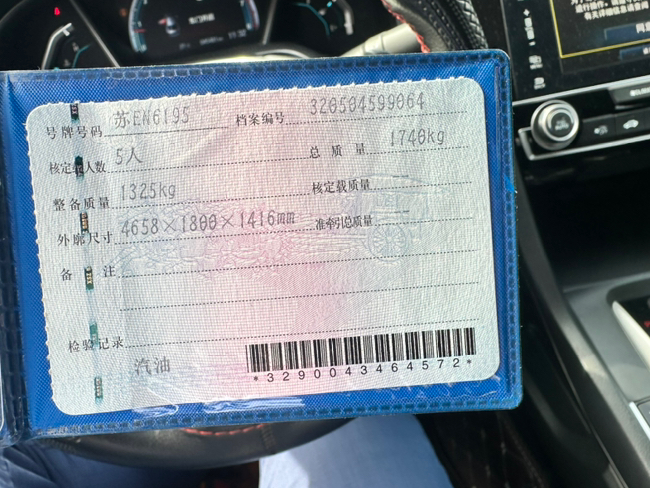 号牌号码 苏EN6195 档案编号 320504599064
核定载人数 5人 总质量 1740kg
整备质量 1325kg 核定载质量
外廓尺寸 4658×1800×1416mm 准牵引总质量
备注
检验记录
汽油
*3290043464572*